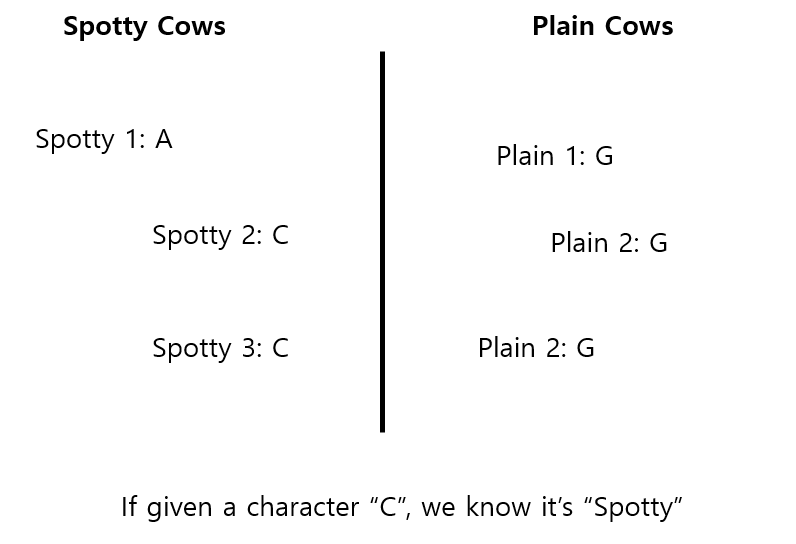 Spotty Cows
Plain Cows
Spotty 1: A
Plain 1: G
Spotty 2: C
Plain 2: G
Spotty 3: C
Plain 2: G
If given a character “C”, we know it’s “Spotty”